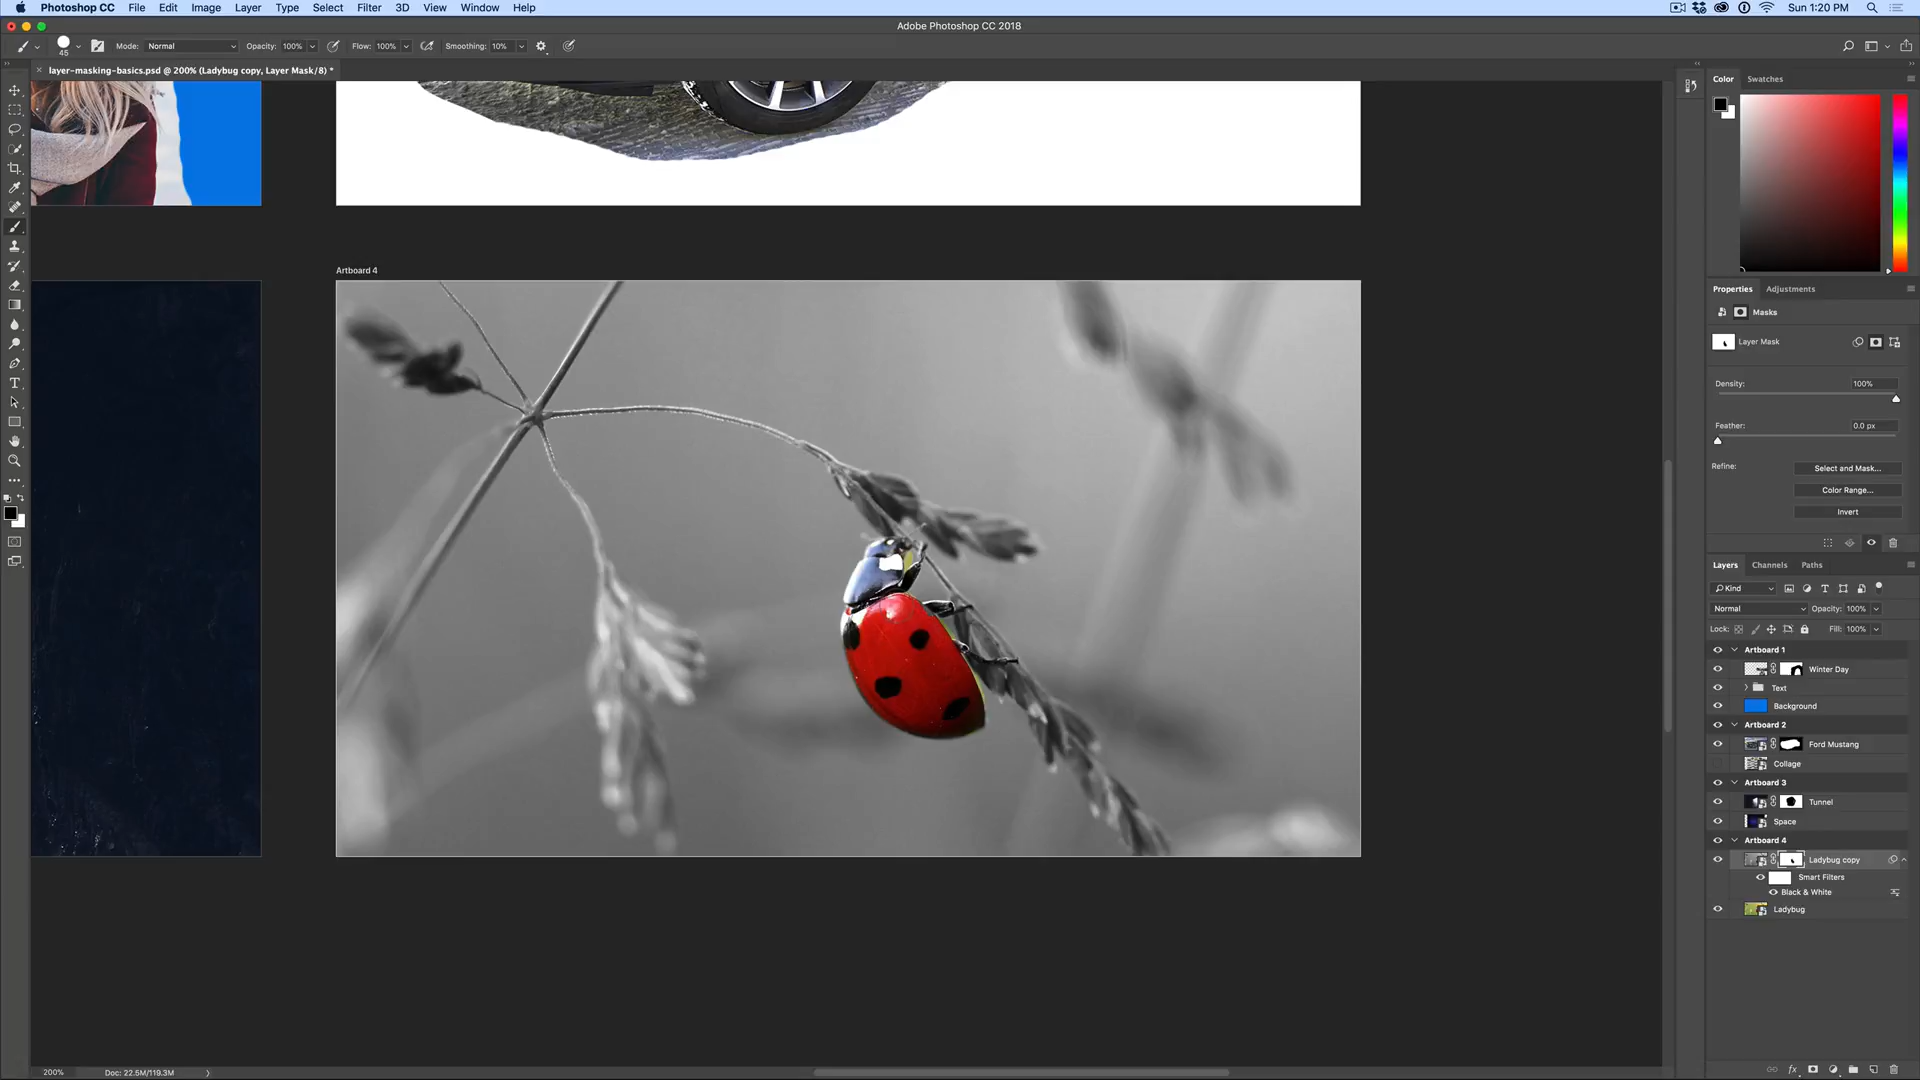 Photoshop CC File Edit Image Layer Type Select Filter 3D View Window Help Sun 1:20 PM
Adobe Photoshop CC 2018
45 Mode: Normal Opacity: 100% Flow: 100% Smoothing: 10%
layer-masking-basics.psd @ 200% (Ladybug copy, Layer Mask/8) *
Color Swatches
Artboard 4
Properties Adjustments
Masks
Layer Mask
Density: 100%
Feather: 0.0 px
Refine: Select and Mask...
Color Range...
Invert
Layers Channels Paths
Kind
Normal Opacity: 100%
Lock: Fill: 100%
Artboard 1
Winter Day
Text
Background
Artboard 2
Ford Mustang
Collage
Artboard 3
Tunnel
Space
Artboard 4
Ladybug copy
Smart Filters
Black & White
Ladybug
200% Doc: 22.5M/119.3M